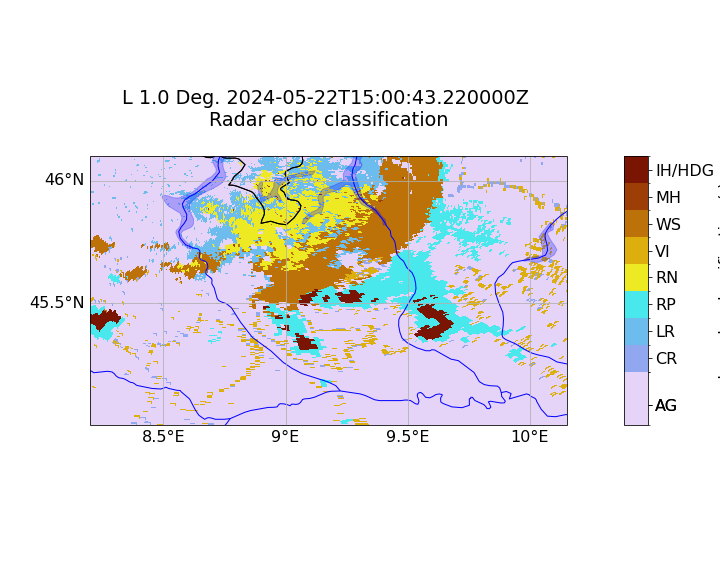 L 1.0 Deg. 2024-05-22T15:00:43.220000Z
Radar echo classification
46°N
45.5°N
8.5°E
9°E
9.5°E
10°E
IH/HDG
MH
WS
VI
RN
RP
LR
CR
AG